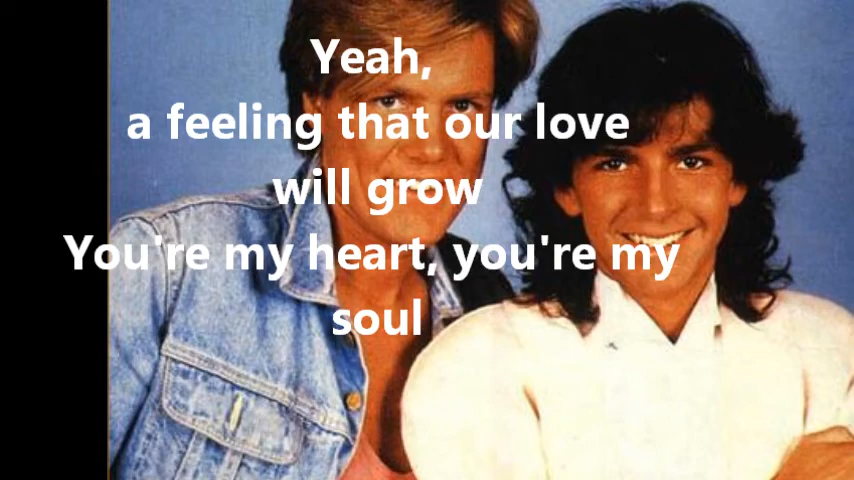 Yeah,
a feeling that our love
will grow
You're my heart, you're my
soul